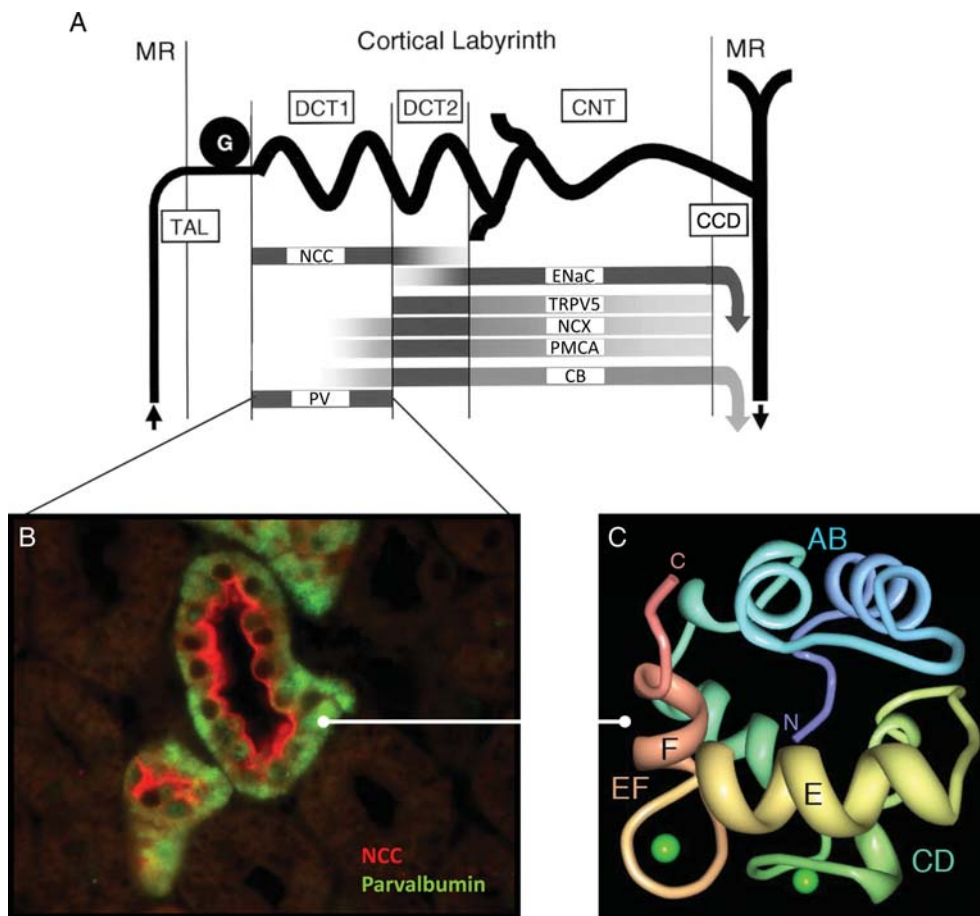 A
MR
Cortical Labyrinth
MR
DCT1
DCT2
CNT
G
TAL
CCD
NCC
ENaC
TRPV5
NCX
PMCA
CB
PV
B
NCC
Parvalbumin
C
AB
C
N
F
E
EF
CD